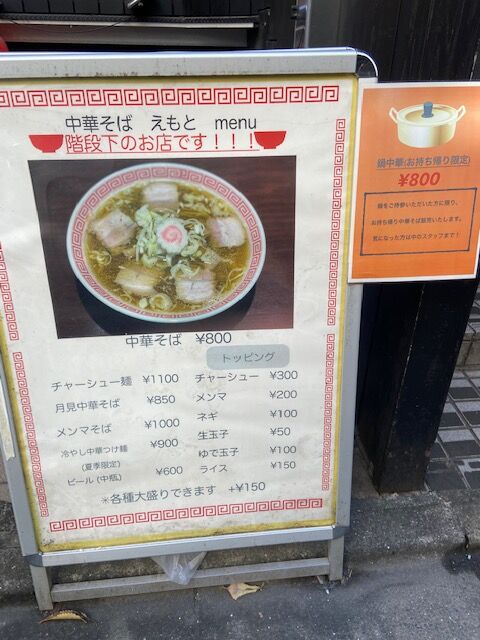 中華そば えもと menu
階段下のお店です!!!
中華そば ¥800
トッピング
チャーシュー麺 ¥1100
月見中華そば ¥850
メンマそば ¥1000
冷やし中華つけ麺 ¥900
(夏季限定)
ビール(中瓶) ¥600
チャーシュー ¥300
メンマ ¥200
ネギ ¥100
生玉子 ¥50
ゆで玉子 ¥100
ライス ¥150
※各種大盛りできます +¥150
鍋中華(お持ち帰り限定)
¥800
鍋をご持参いただいた方に限り、
お持ち帰り中華そば販売いたします。
気になった方は中のスタッフまで!